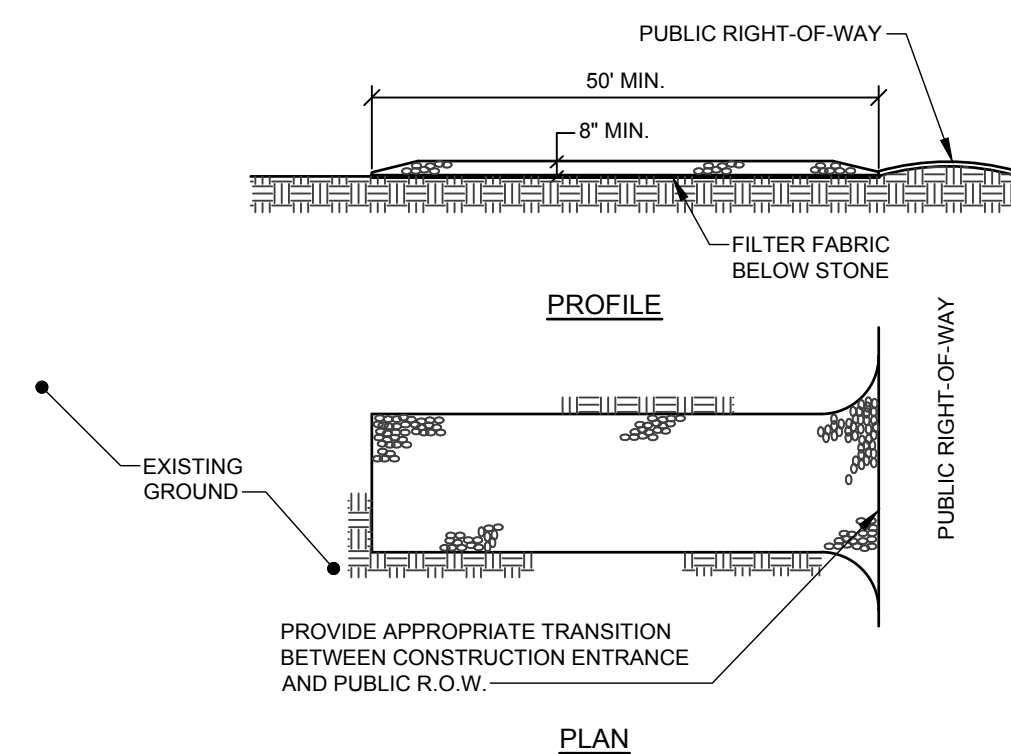 PUBLIC RIGHT-OF-WAY
50' MIN.
8" MIN.
FILTER FABRIC
BELOW STONE
PROFILE
PUBLIC RIGHT-OF-WAY
EXISTING
GROUND
PROVIDE APPROPRIATE TRANSITION
BETWEEN CONSTRUCTION ENTRANCE
AND PUBLIC R.O.W.
PLAN